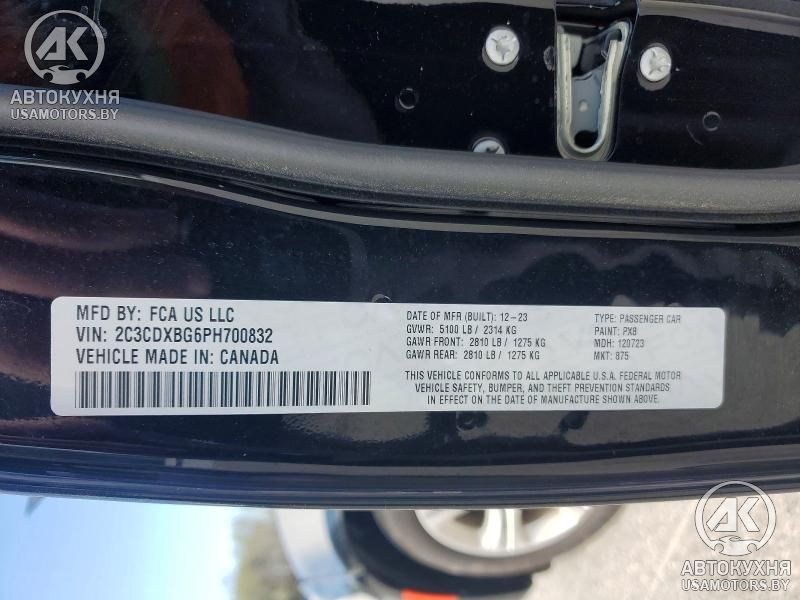 АК
АВТОКУХНЯ
USAMOTORS.BY
MFD BY: FCA US LLC
VIN: 2C3CDXBG6PH700832
VEHICLE MADE IN: CANADA
DATE OF MFR (BUILT): 12-23
GVWR: 5100 LB / 2314 KG
GAWR FRONT: 2810 LB / 1275 KG
GAWR REAR: 2810 LB / 1275 KG
TYPE: PASSENGER CAR
PAINT: PX8
MDH: 120723
MKT: 875
THIS VEHICLE CONFORMS TO ALL APPLICABLE U.S.A. FEDERAL MOTOR
VEHICLE SAFETY, BUMPER, AND THEFT PREVENTION STANDARDS
IN EFFECT ON THE DATE OF MANUFACTURE SHOWN ABOVE.
АК
АВТОКУХНЯ
USAMOTORS.BY